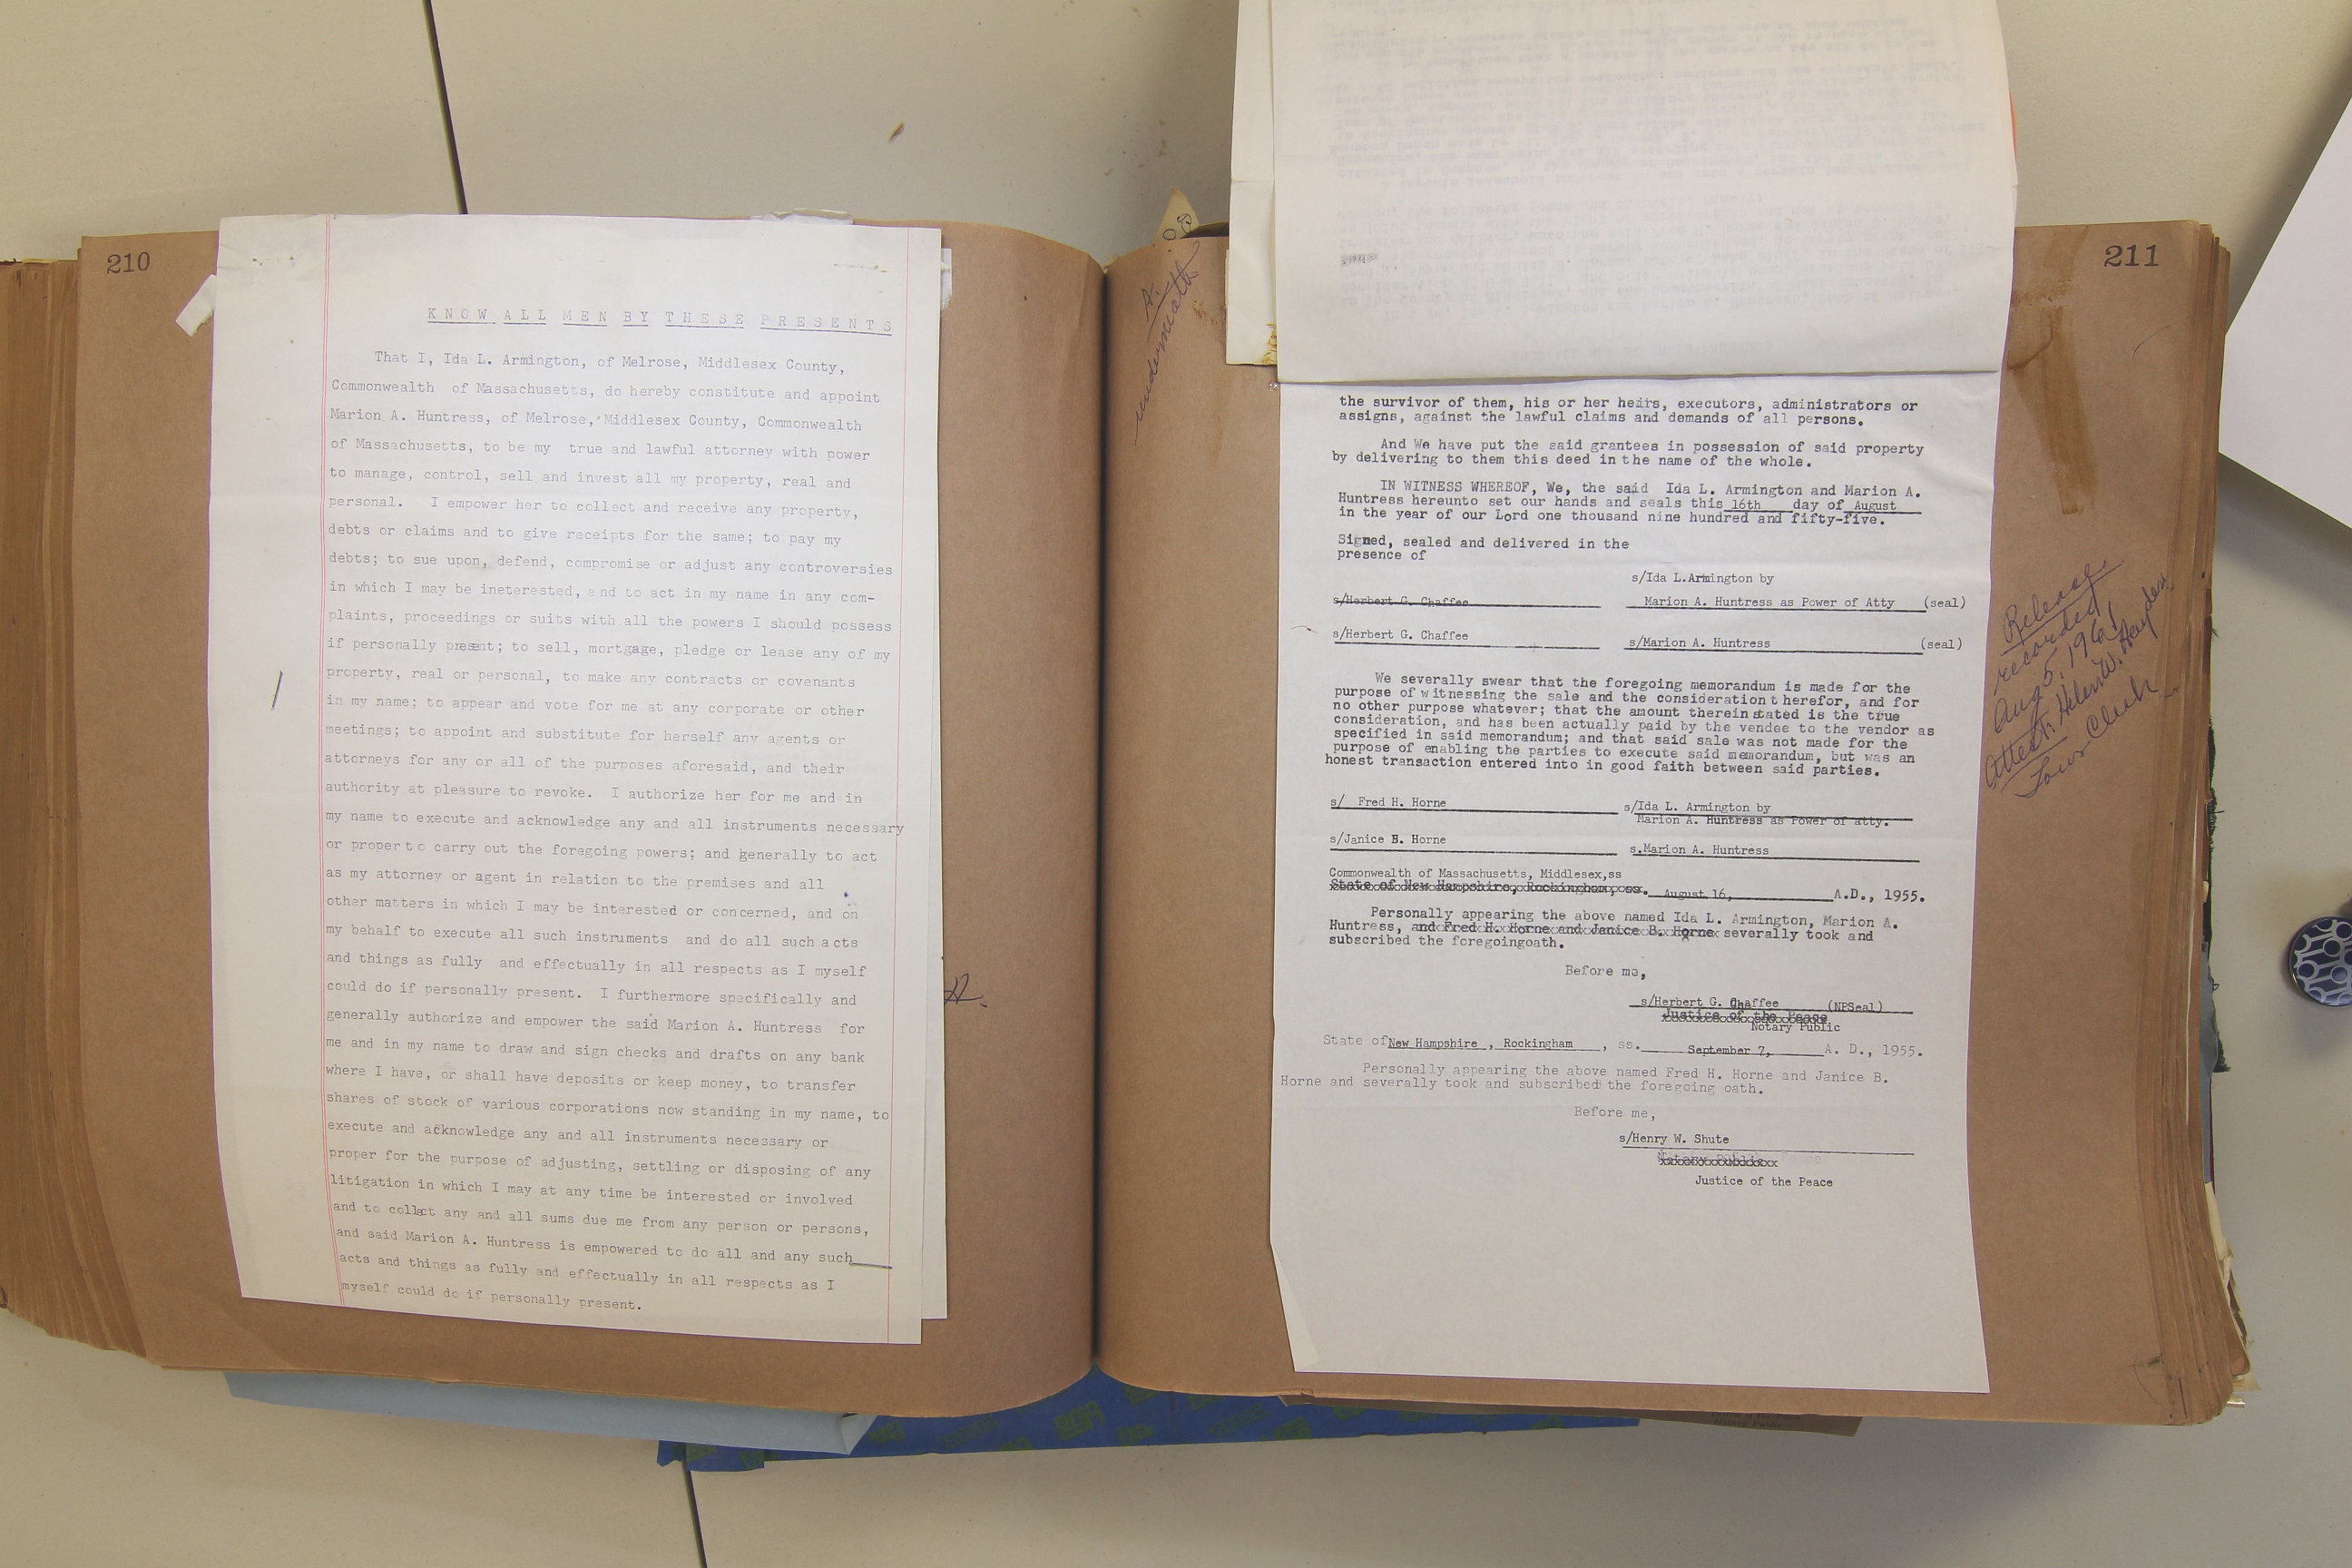 210
KNOW ALL MEN BY THESE PRESENTS
That I, Ida L. Armington, of Melrose, Middlesex County,
Commonwealth of Massachusetts, do hereby constitute and appoint
Marion A. Huntress, of Melrose, Middlesex County, Commonwealth
of Massachusetts, to be my true and lawful attorney with power
to manage, control, sell and invest all my property, real and
personal. I empower her to collect and receive any property,
debts or claims and to give receipts for the same; to pay my
debts; to sue upon, defend, compromise or adjust any controversies
in which I may be ineterested, and to act in my name in any com-
plaints, proceedings or suits with all the powers I should possess
if personally present; to sell, mortgage, pledge or lease any of my
property, real or personal, to make any contracts or covenants
in my name; to appear and vote for me at any corporate or other
meetings; to appoint and substitute for herself any agents or
attorneys for any or all of the purposes aforesaid, and their
authority at pleasure to revoke. I authorize her for me and in
my name to execute and acknowledge any and all instruments necessary
or proper to carry out the foregoing powers; and generally to act
as my attorney or agent in relation to the premises and all
other matters in which I may be interested or concerned, and on
my behalf to execute all such instruments and do all such acts
and things as fully and effectually in all respects as I myself
could do if personally present. I furthermore specifically and
generally authorize and empower the said Marion A. Huntress for
me and in my name to draw and sign checks and drafts on any bank
where I have, or shall have deposits or keep money, to transfer
shares of stock of various corporations now standing in my name, to
execute and acknowledge any and all instruments necessary or
proper for the purpose of adjusting, settling or disposing of any
litigation in which I may at any time be interested or involved
and to collect any and all sums due me from any person or persons,
and said Marion A. Huntress is empowered to do all and any such
acts and things as fully and effectually in all respects as I
myself could do if personally present.
211
underneath
the survivor of them, his or her heirs, executors, administrators or
assigns, against the lawful claims and demands of all persons.
And We have put the said grantees in possession of said property
by delivering to them this deed in the name of the whole.
IN WITNESS WHEREOF, We, the said Ida L. Armington and Marion A.
Huntress hereunto set our hands and seals this 16th day of August
in the year of our Lord one thousand nine hundred and fifty-five.
Signed, sealed and delivered in the
presence of
s/Ida L.Armington by
s/Herbert G. Chaffee Marion A. Huntress as Power of Atty (seal)
s/Herbert G. Chaffee s/Marion A. Huntress (seal)
We severally swear that the foregoing memorandum is made for the
purpose of witnessing the sale and the consideration therefor, and for
no other purpose whatever; that the amount therein stated is the true
consideration, and has been actually paid by the vendee to the vendor as
specified in said memorandum; and that said sale was not made for the
purpose of enabling the parties to execute said memorandum, but was an
honest transaction entered into in good faith between said parties.
s/ Fred H. Horne s/Ida L. Armington by
Marion A. Huntress as Power of atty.
s/Janice B. Horne s.Marion A. Huntress
Commonwealth of Massachusetts, Middlesex,ss
State of New Hampshire, Rockingham, ss. August 16, A.D., 1955.
Personally appearing the above named Ida L. Armington, Marion A.
Huntress, and Fred H. Horne and Janice B. Horne severally took and
subscribed the foregoingoath.
Before me,
s/Herbert G. Chaffee (NPSeal)
Justice of the Peace
Notary Public
State of New Hampshire , Rockingham , ss. September 7, A. D., 1955.
Personally appearing the above named Fred H. Horne and Janice B.
Horne and severally took and subscribed the foregoing oath.
Before me,
s/Henry W. Shute
Notary Public
Justice of the Peace
Release
recorded
Aug 5, 1961
Attest: Helen W. Hayden
Town Clerk